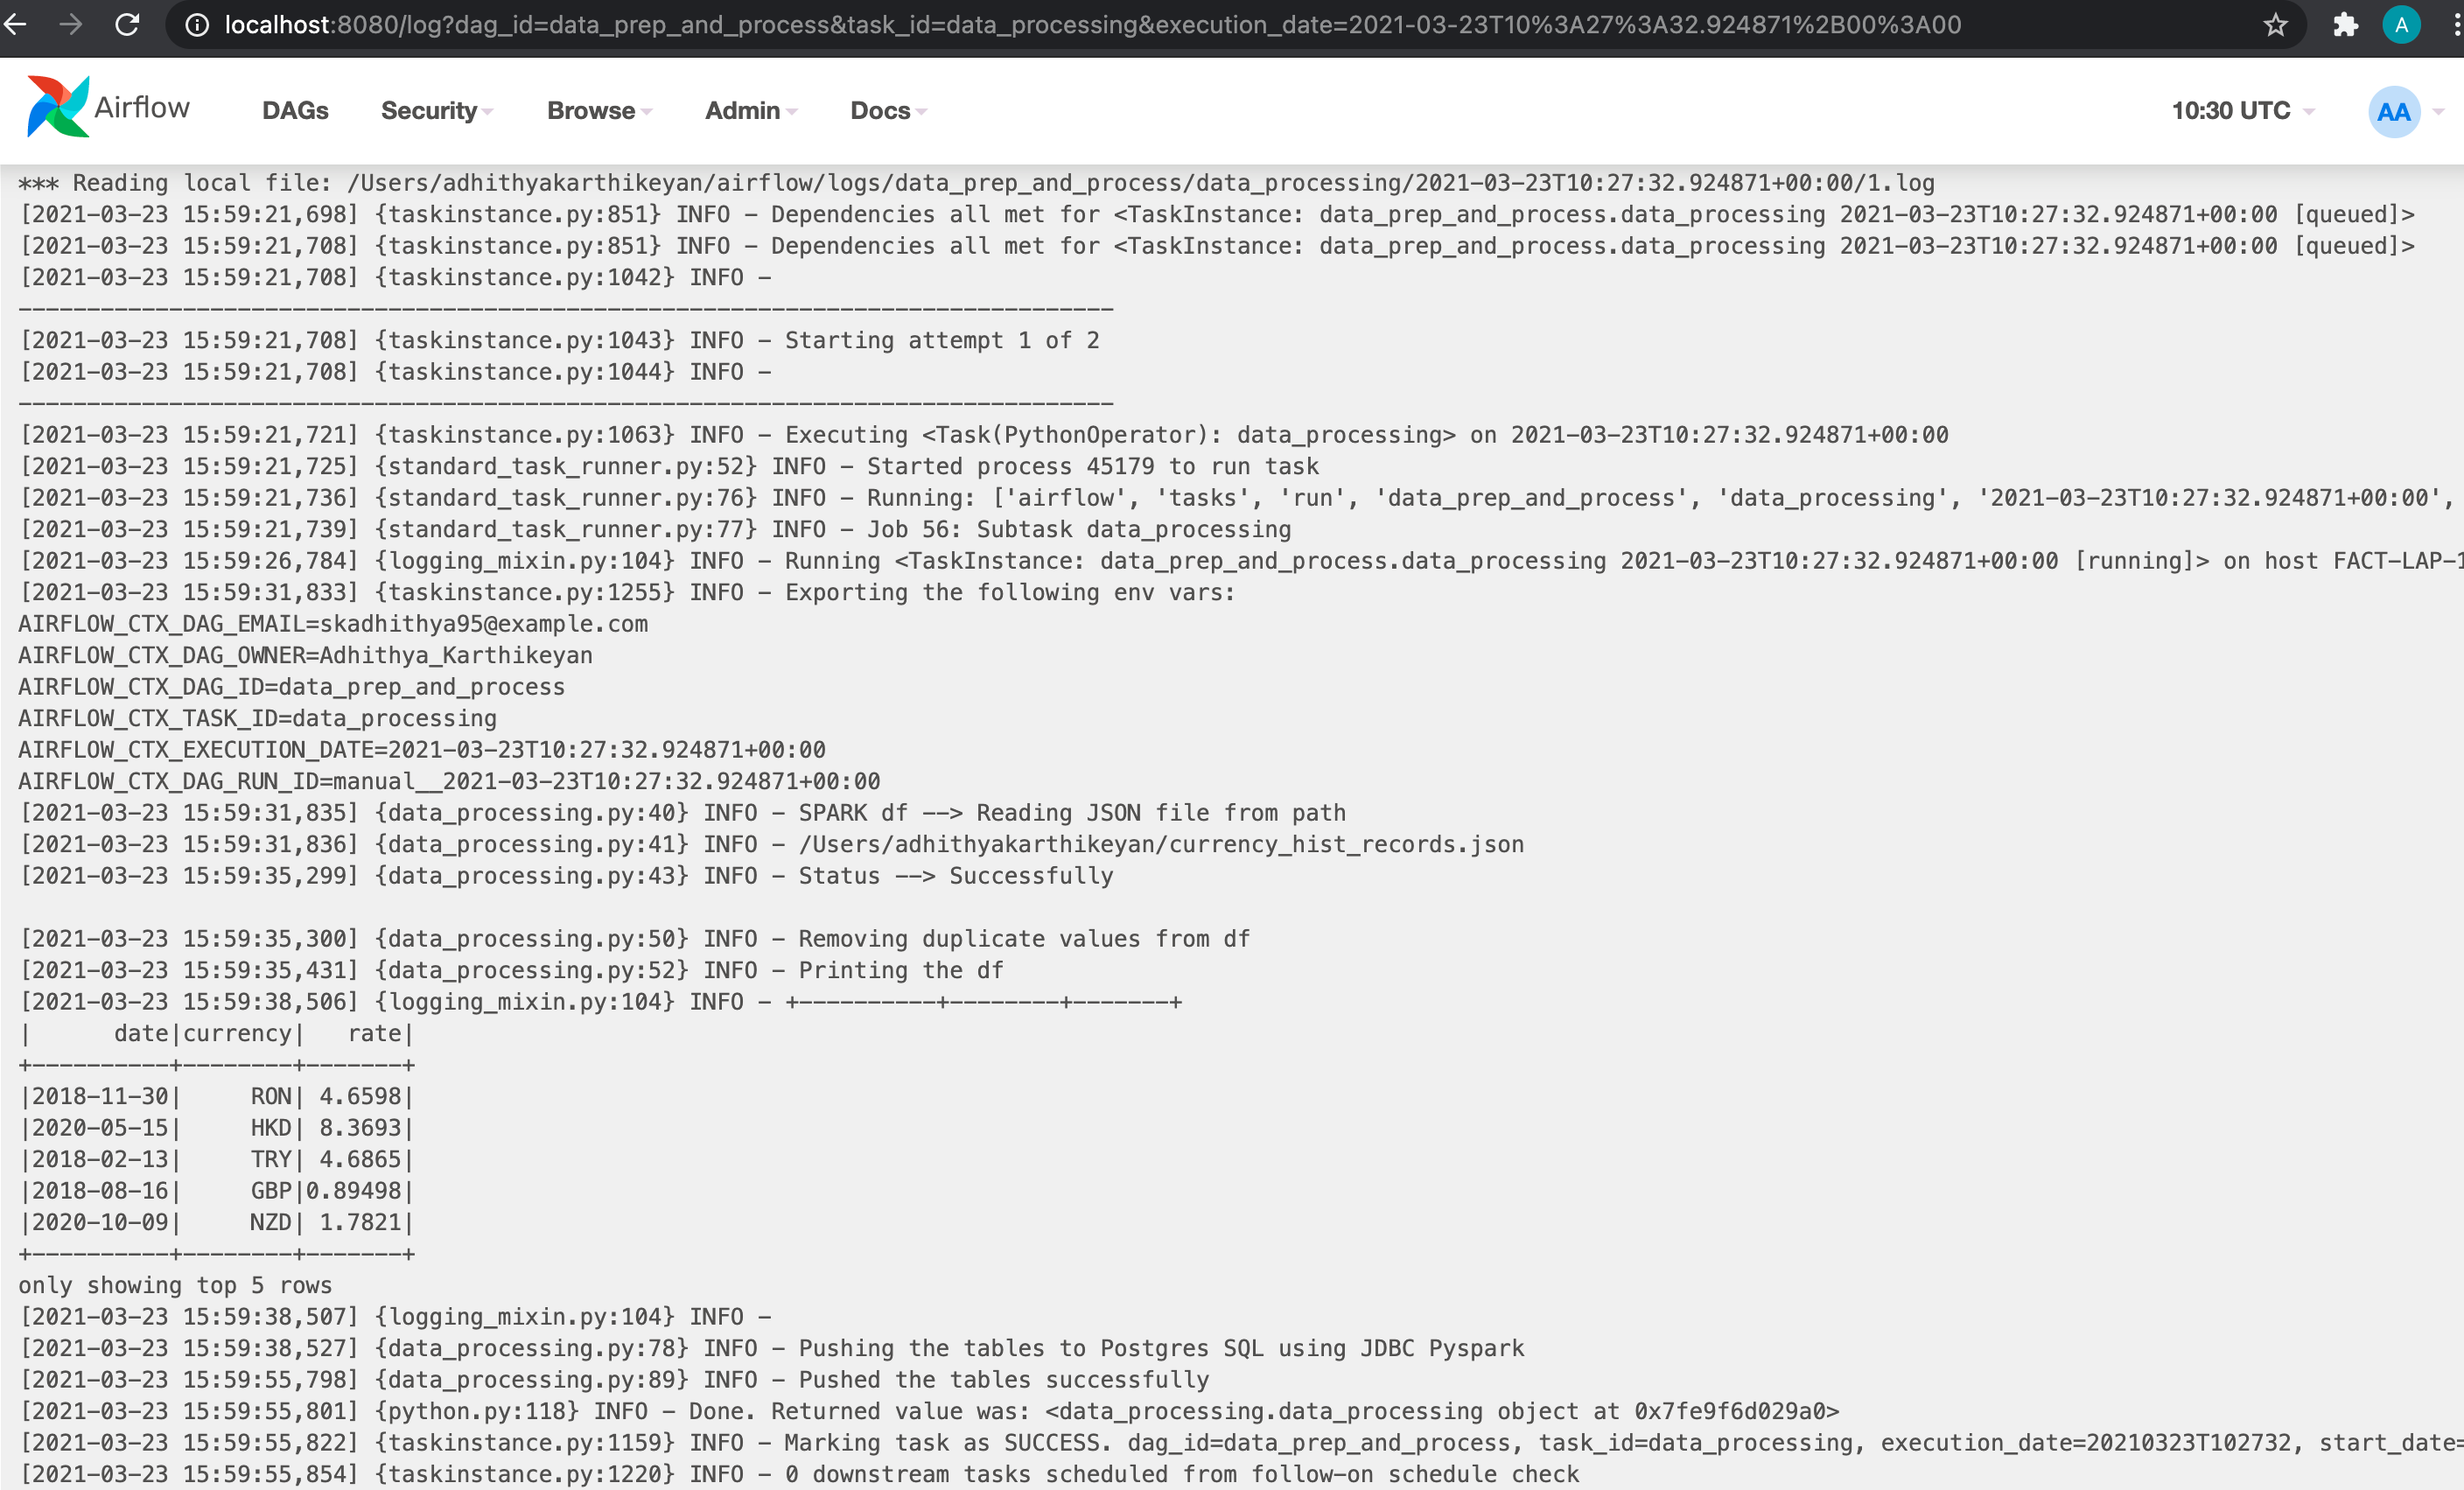 localhost:8080/log?dag_id=data_prep_and_process&task_id=data_processing&execution_date=2021-03-23T10%3A27%3A32.924871%2B00%3A00
A
Airflow DAGs Security Browse Admin Docs 10:30 UTC AA
*** Reading local file: /Users/adhithyakarthikeyan/airflow/logs/data_prep_and_process/data_processing/2021-03-23T10:27:32.924871+00:00/1.log
[2021-03-23 15:59:21,698] {taskinstance.py:851} INFO - Dependencies all met for <TaskInstance: data_prep_and_process.data_processing 2021-03-23T10:27:32.924871+00:00 [queued]>
[2021-03-23 15:59:21,708] {taskinstance.py:851} INFO - Dependencies all met for <TaskInstance: data_prep_and_process.data_processing 2021-03-23T10:27:32.924871+00:00 [queued]>
[2021-03-23 15:59:21,708] {taskinstance.py:1042} INFO -
--------------------------------------------------------------------------------
[2021-03-23 15:59:21,708] {taskinstance.py:1043} INFO - Starting attempt 1 of 2
[2021-03-23 15:59:21,708] {taskinstance.py:1044} INFO -
--------------------------------------------------------------------------------
[2021-03-23 15:59:21,721] {taskinstance.py:1063} INFO - Executing <Task(PythonOperator): data_processing> on 2021-03-23T10:27:32.924871+00:00
[2021-03-23 15:59:21,725] {standard_task_runner.py:52} INFO - Started process 45179 to run task
[2021-03-23 15:59:21,736] {standard_task_runner.py:76} INFO - Running: ['airflow', 'tasks', 'run', 'data_prep_and_process', 'data_processing', '2021-03-23T10:27:32.924871+00:00',
[2021-03-23 15:59:21,739] {standard_task_runner.py:77} INFO - Job 56: Subtask data_processing
[2021-03-23 15:59:26,784] {logging_mixin.py:104} INFO - Running <TaskInstance: data_prep_and_process.data_processing 2021-03-23T10:27:32.924871+00:00 [running]> on host FACT-LAP-1
[2021-03-23 15:59:31,833] {taskinstance.py:1255} INFO - Exporting the following env vars:
AIRFLOW_CTX_DAG_EMAIL=skadhithya95@example.com
AIRFLOW_CTX_DAG_OWNER=Adhithya_Karthikeyan
AIRFLOW_CTX_DAG_ID=data_prep_and_process
AIRFLOW_CTX_TASK_ID=data_processing
AIRFLOW_CTX_EXECUTION_DATE=2021-03-23T10:27:32.924871+00:00
AIRFLOW_CTX_DAG_RUN_ID=manual__2021-03-23T10:27:32.924871+00:00
[2021-03-23 15:59:31,835] {data_processing.py:40} INFO - SPARK df --> Reading JSON file from path
[2021-03-23 15:59:31,836] {data_processing.py:41} INFO - /Users/adhithyakarthikeyan/currency_hist_records.json
[2021-03-23 15:59:35,299] {data_processing.py:43} INFO - Status --> Successfully
[2021-03-23 15:59:35,300] {data_processing.py:50} INFO - Removing duplicate values from df
[2021-03-23 15:59:35,431] {data_processing.py:52} INFO - Printing the df
[2021-03-23 15:59:38,506] {logging_mixin.py:104} INFO - +----------+--------+-------+
|      date|currency|   rate|
+----------+--------+-------+
|2018-11-30|     RON| 4.6598|
|2020-05-15|     HKD| 8.3693|
|2018-02-13|     TRY| 4.6865|
|2018-08-16|     GBP|0.89498|
|2020-10-09|     NZD| 1.7821|
+----------+--------+-------+
only showing top 5 rows
[2021-03-23 15:59:38,507] {logging_mixin.py:104} INFO -
[2021-03-23 15:59:38,527] {data_processing.py:78} INFO - Pushing the tables to Postgres SQL using JDBC Pyspark
[2021-03-23 15:59:55,798] {data_processing.py:89} INFO - Pushed the tables successfully
[2021-03-23 15:59:55,801] {python.py:118} INFO - Done. Returned value was: <data_processing.data_processing object at 0x7fe9f6d029a0>
[2021-03-23 15:59:55,822] {taskinstance.py:1159} INFO - Marking task as SUCCESS. dag_id=data_prep_and_process, task_id=data_processing, execution_date=20210323T102732, start_date=
[2021-03-23 15:59:55,854] {taskinstance.py:1220} INFO - 0 downstream tasks scheduled from follow-on schedule check